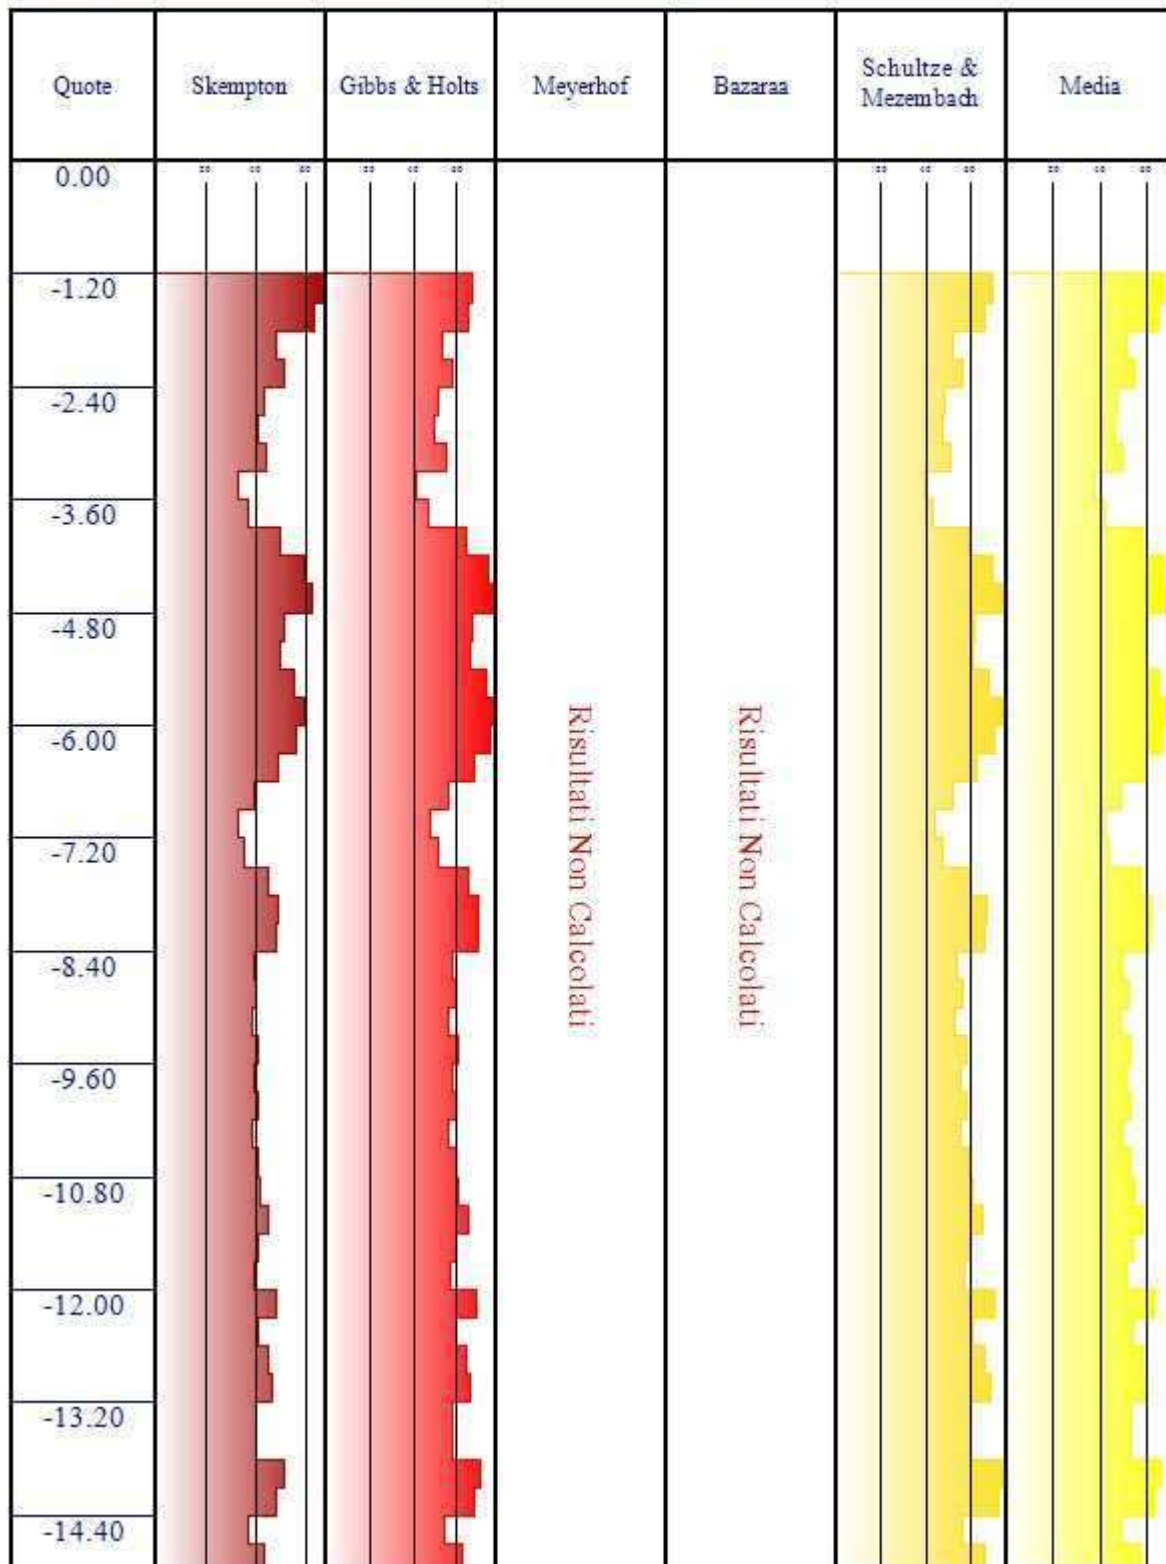 Quote
Skempton
Gibbs & Holts
Meyerhof
Bazaraa
Schultze &
Mezembach
Media
0.00
-1.20
-2.40
-3.60
-4.80
-6.00
-7.20
-8.40
-9.60
-10.80
-12.00
-13.20
-14.40
Risultati Non Calcolati
Risultati Non Calcolati